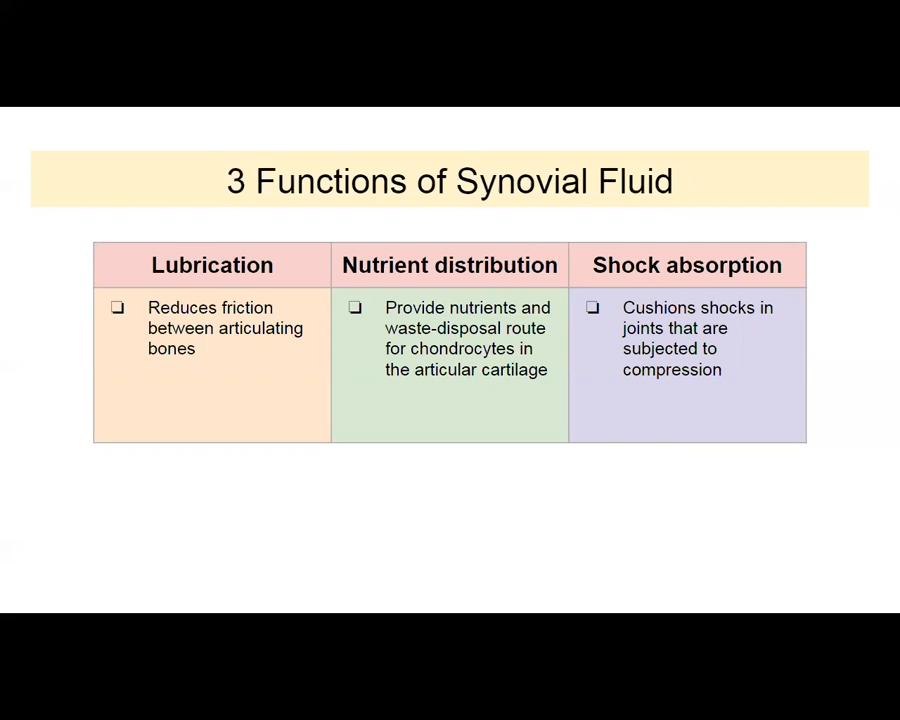 3 Functions of Synovial Fluid
Lubrication
Nutrient distribution
Shock absorption
❏ Reduces friction
between articulating
bones
❏ Provide nutrients and
waste-disposal route
for chondrocytes in
the articular cartilage
❏ Cushions shocks in
joints that are
subjected to
compression